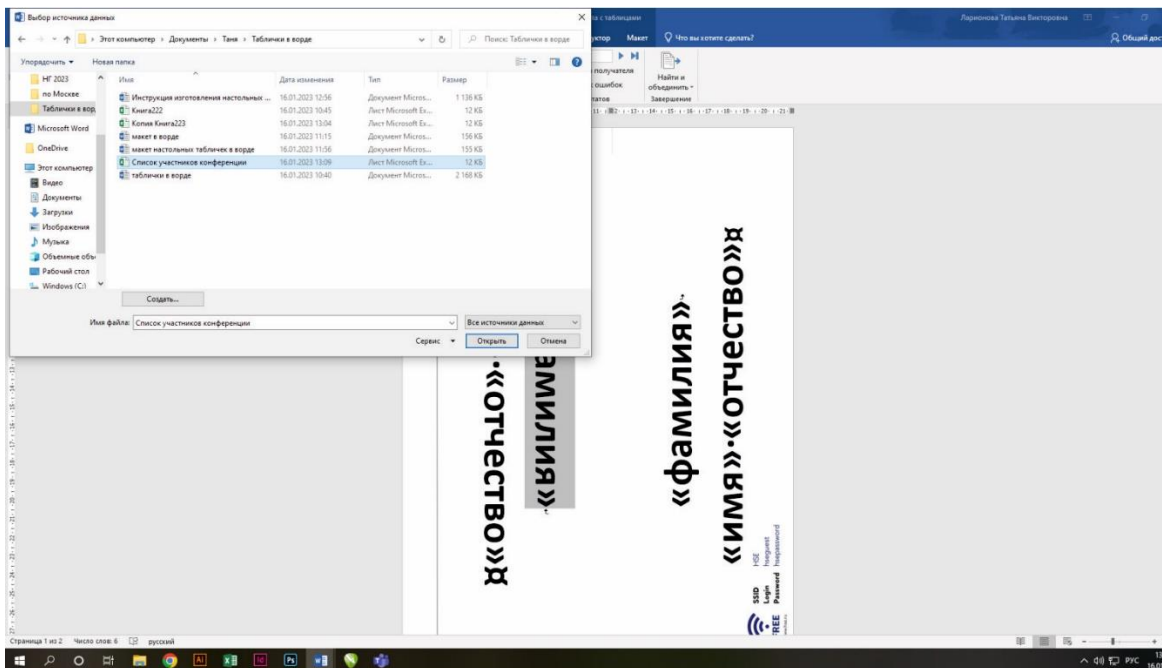 Выбор источника данных
та с таблицами
Ларионова Татьяна Викторовна
Этот компьютер › Документы › Таня › Таблички в ворде
Поиск: Таблички в ворде
уктор Макет Что вы хотите сделать?
Общий дос
Упорядочить Новая папка
получателя
Найти и
ошибок
объединить
татов
Завершение
НГ 2023
по Москве
Таблички в вор
Microsoft Word
OneDrive
Этот компьютер
Видео
Документы
Загрузки
Изображения
Музыка
Объемные объ
Рабочий стол
Windows (C:)
Имя Дата изменения Тип Размер
Инструкция изготовления настольных ... 16.01.2023 12:56 Документ Micros... 1 136 КБ
Книга222 16.01.2023 10:45 Лист Microsoft Ex... 12 КБ
Копия Книга223 16.01.2023 13:04 Лист Microsoft Ex... 12 КБ
макет в ворде 16.01.2023 11:15 Документ Micros... 156 КБ
макет настольных табличек в ворде 16.01.2023 11:56 Документ Micros... 155 КБ
Список участников конференции 16.01.2023 13:09 Лист Microsoft Ex... 12 КБ
таблички в ворде 16.01.2023 10:40 Документ Micros... 2 168 КБ
Создать...
Имя файла: Список участников конференции Все источники данных
Сервис Открыть Отмена
«отчество»¤
амилия»
«фамилия»
«имя»·«отчество»¤
SSID HSE
Login hseguest
Password hsepassword
FREE
Страница 1 из 2 Число слов: 6 русский
РУС